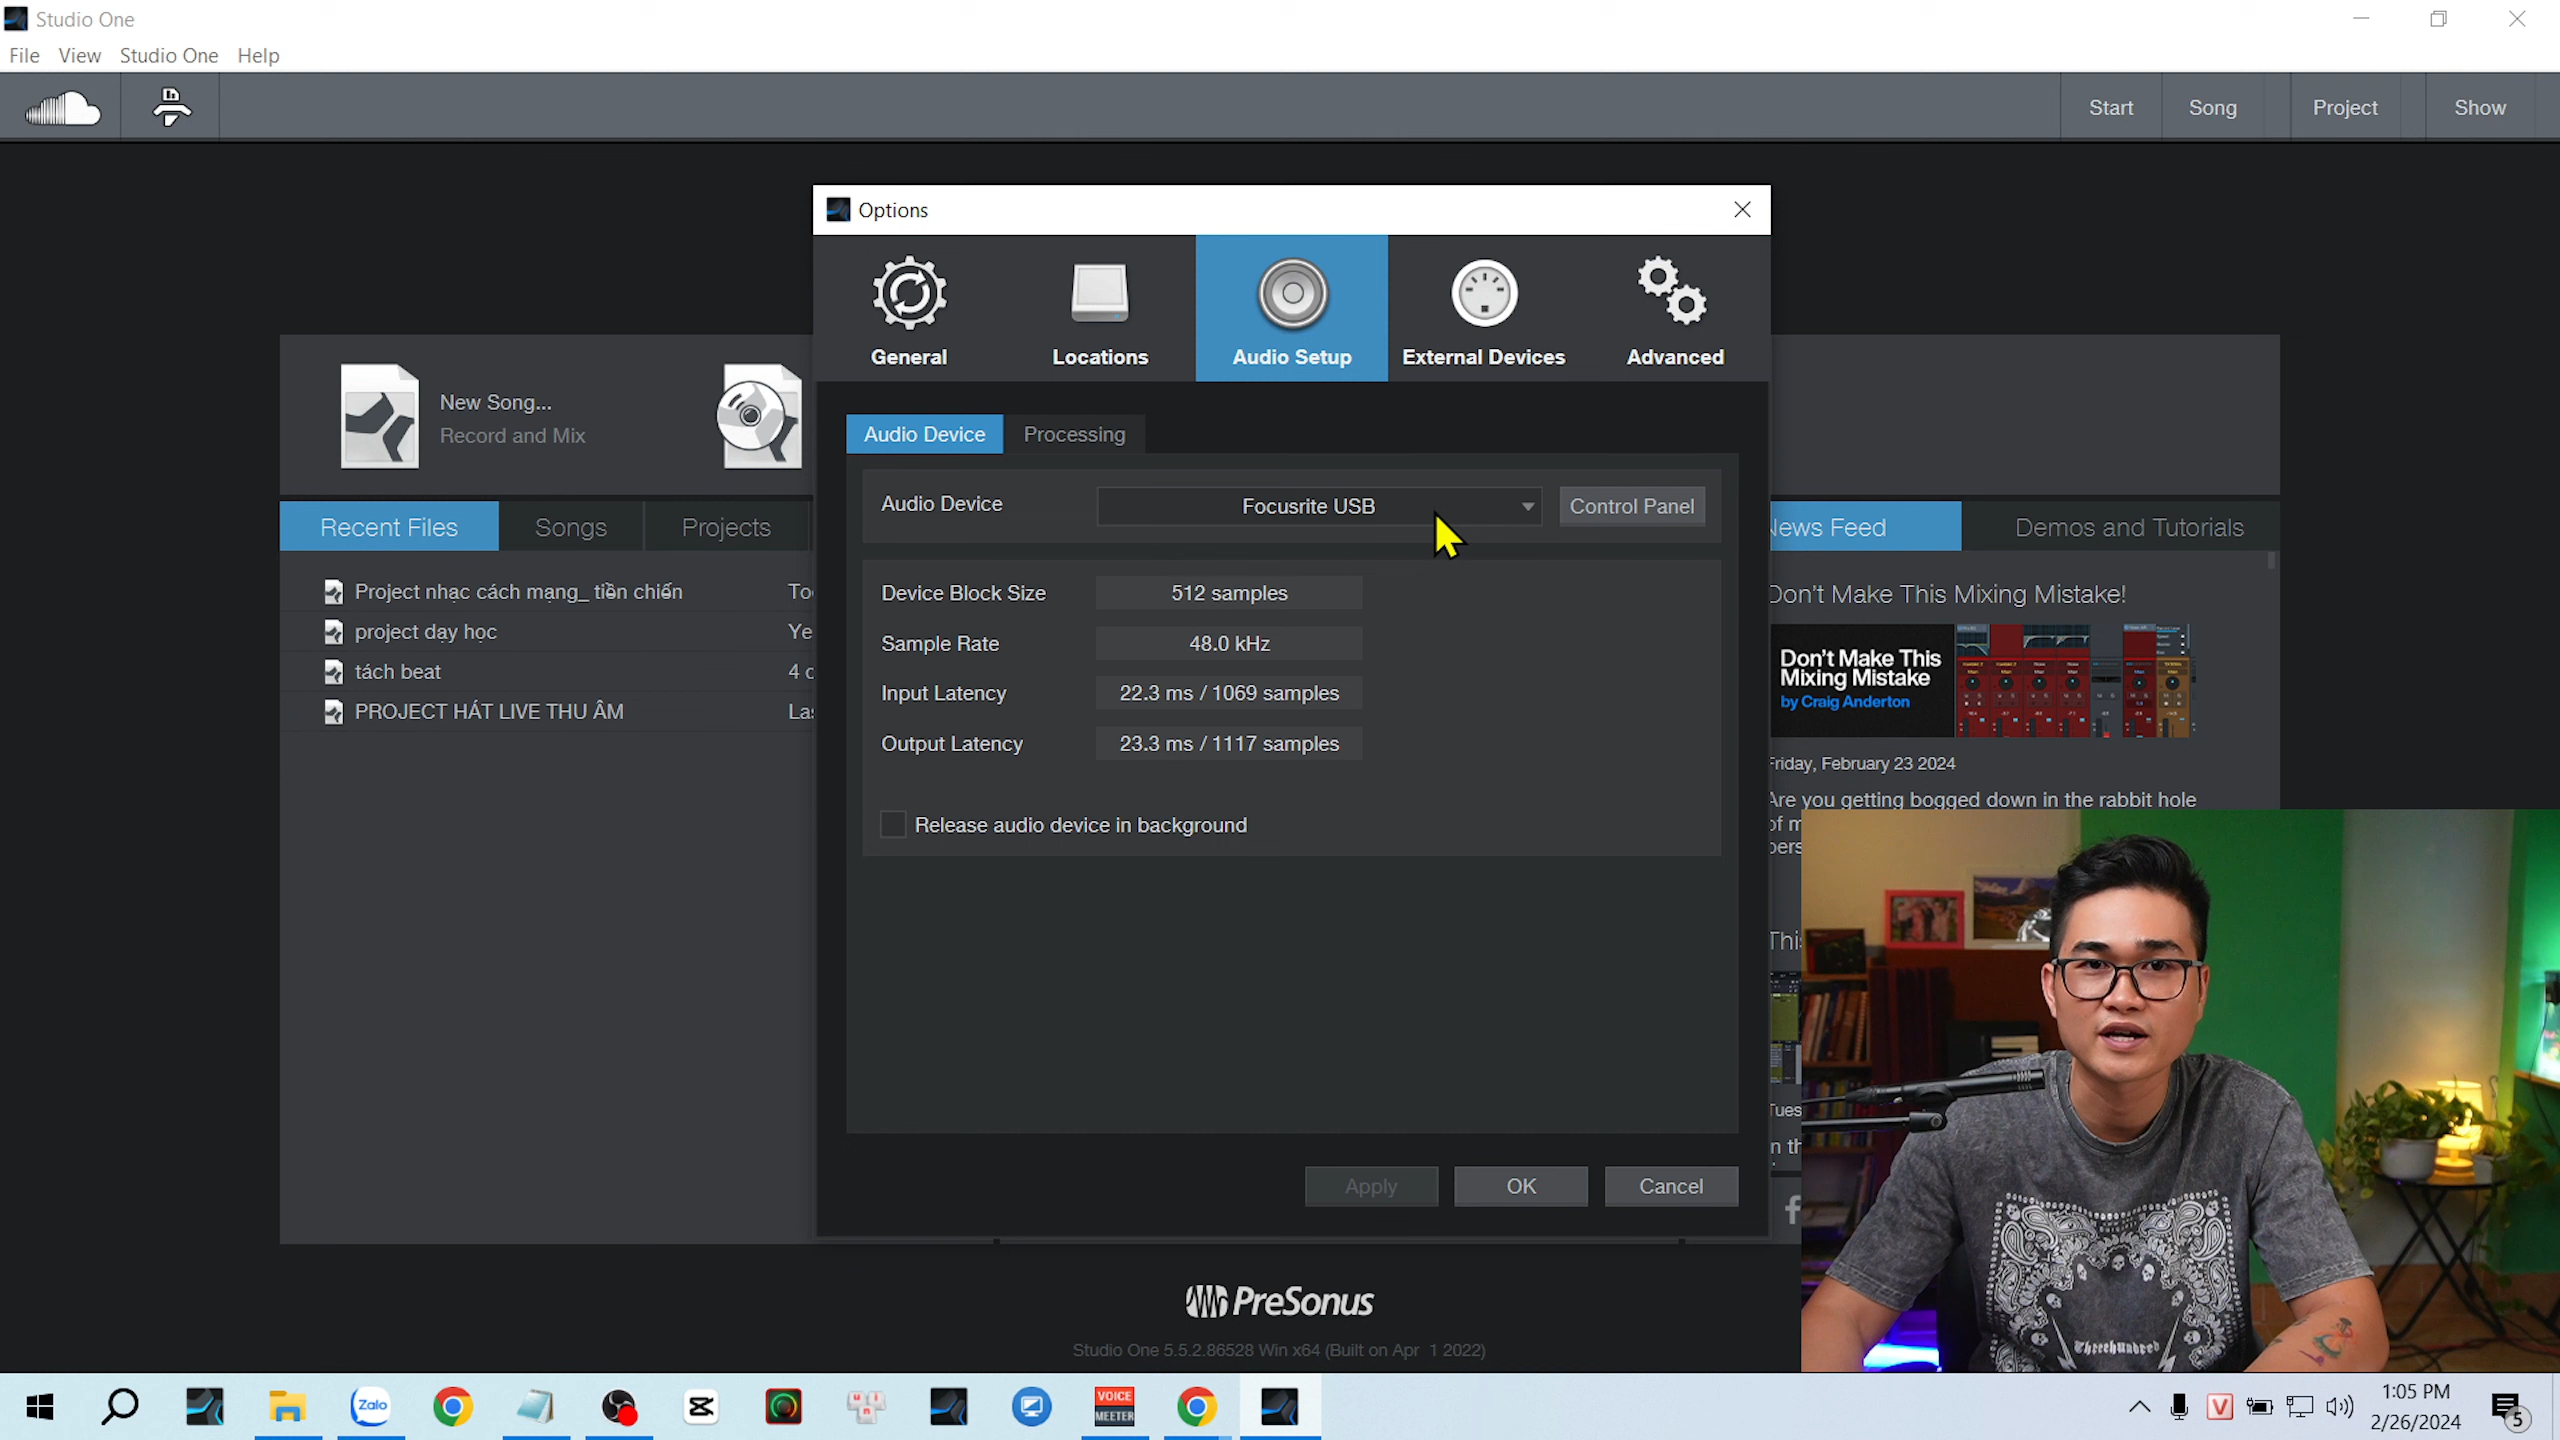 Studio One
File View Studio One Help
Start Song Project Show
Options
General Locations Audio Setup External Devices Advanced
New Song...
Record and Mix
Audio Device Processing
Audio Device Focusrite USB Control Panel
Recent Files Songs Projects
News Feed Demos and Tutorials
Project nhạc cách mạng_ tiền chiến
project dạy học
tách beat
PROJECT HÁT LIVE THU ÂM
Device Block Size 512 samples
Sample Rate 48.0 kHz
Input Latency 22.3 ms / 1069 samples
Output Latency 23.3 ms / 1117 samples
Release audio device in background
Don't Make This Mixing Mistake!
Don't Make This
Mixing Mistake
by Craig Anderton
Friday, February 23 2024
Are you getting bogged down in the rabbit hole
Apply OK Cancel
PreSonus
Studio One 5.5.2.86528 Win x64 (Built on Apr 1 2022)
Threehundred
Zalo
VOICE
MEETER
V
1:05 PM
2/26/2024
5